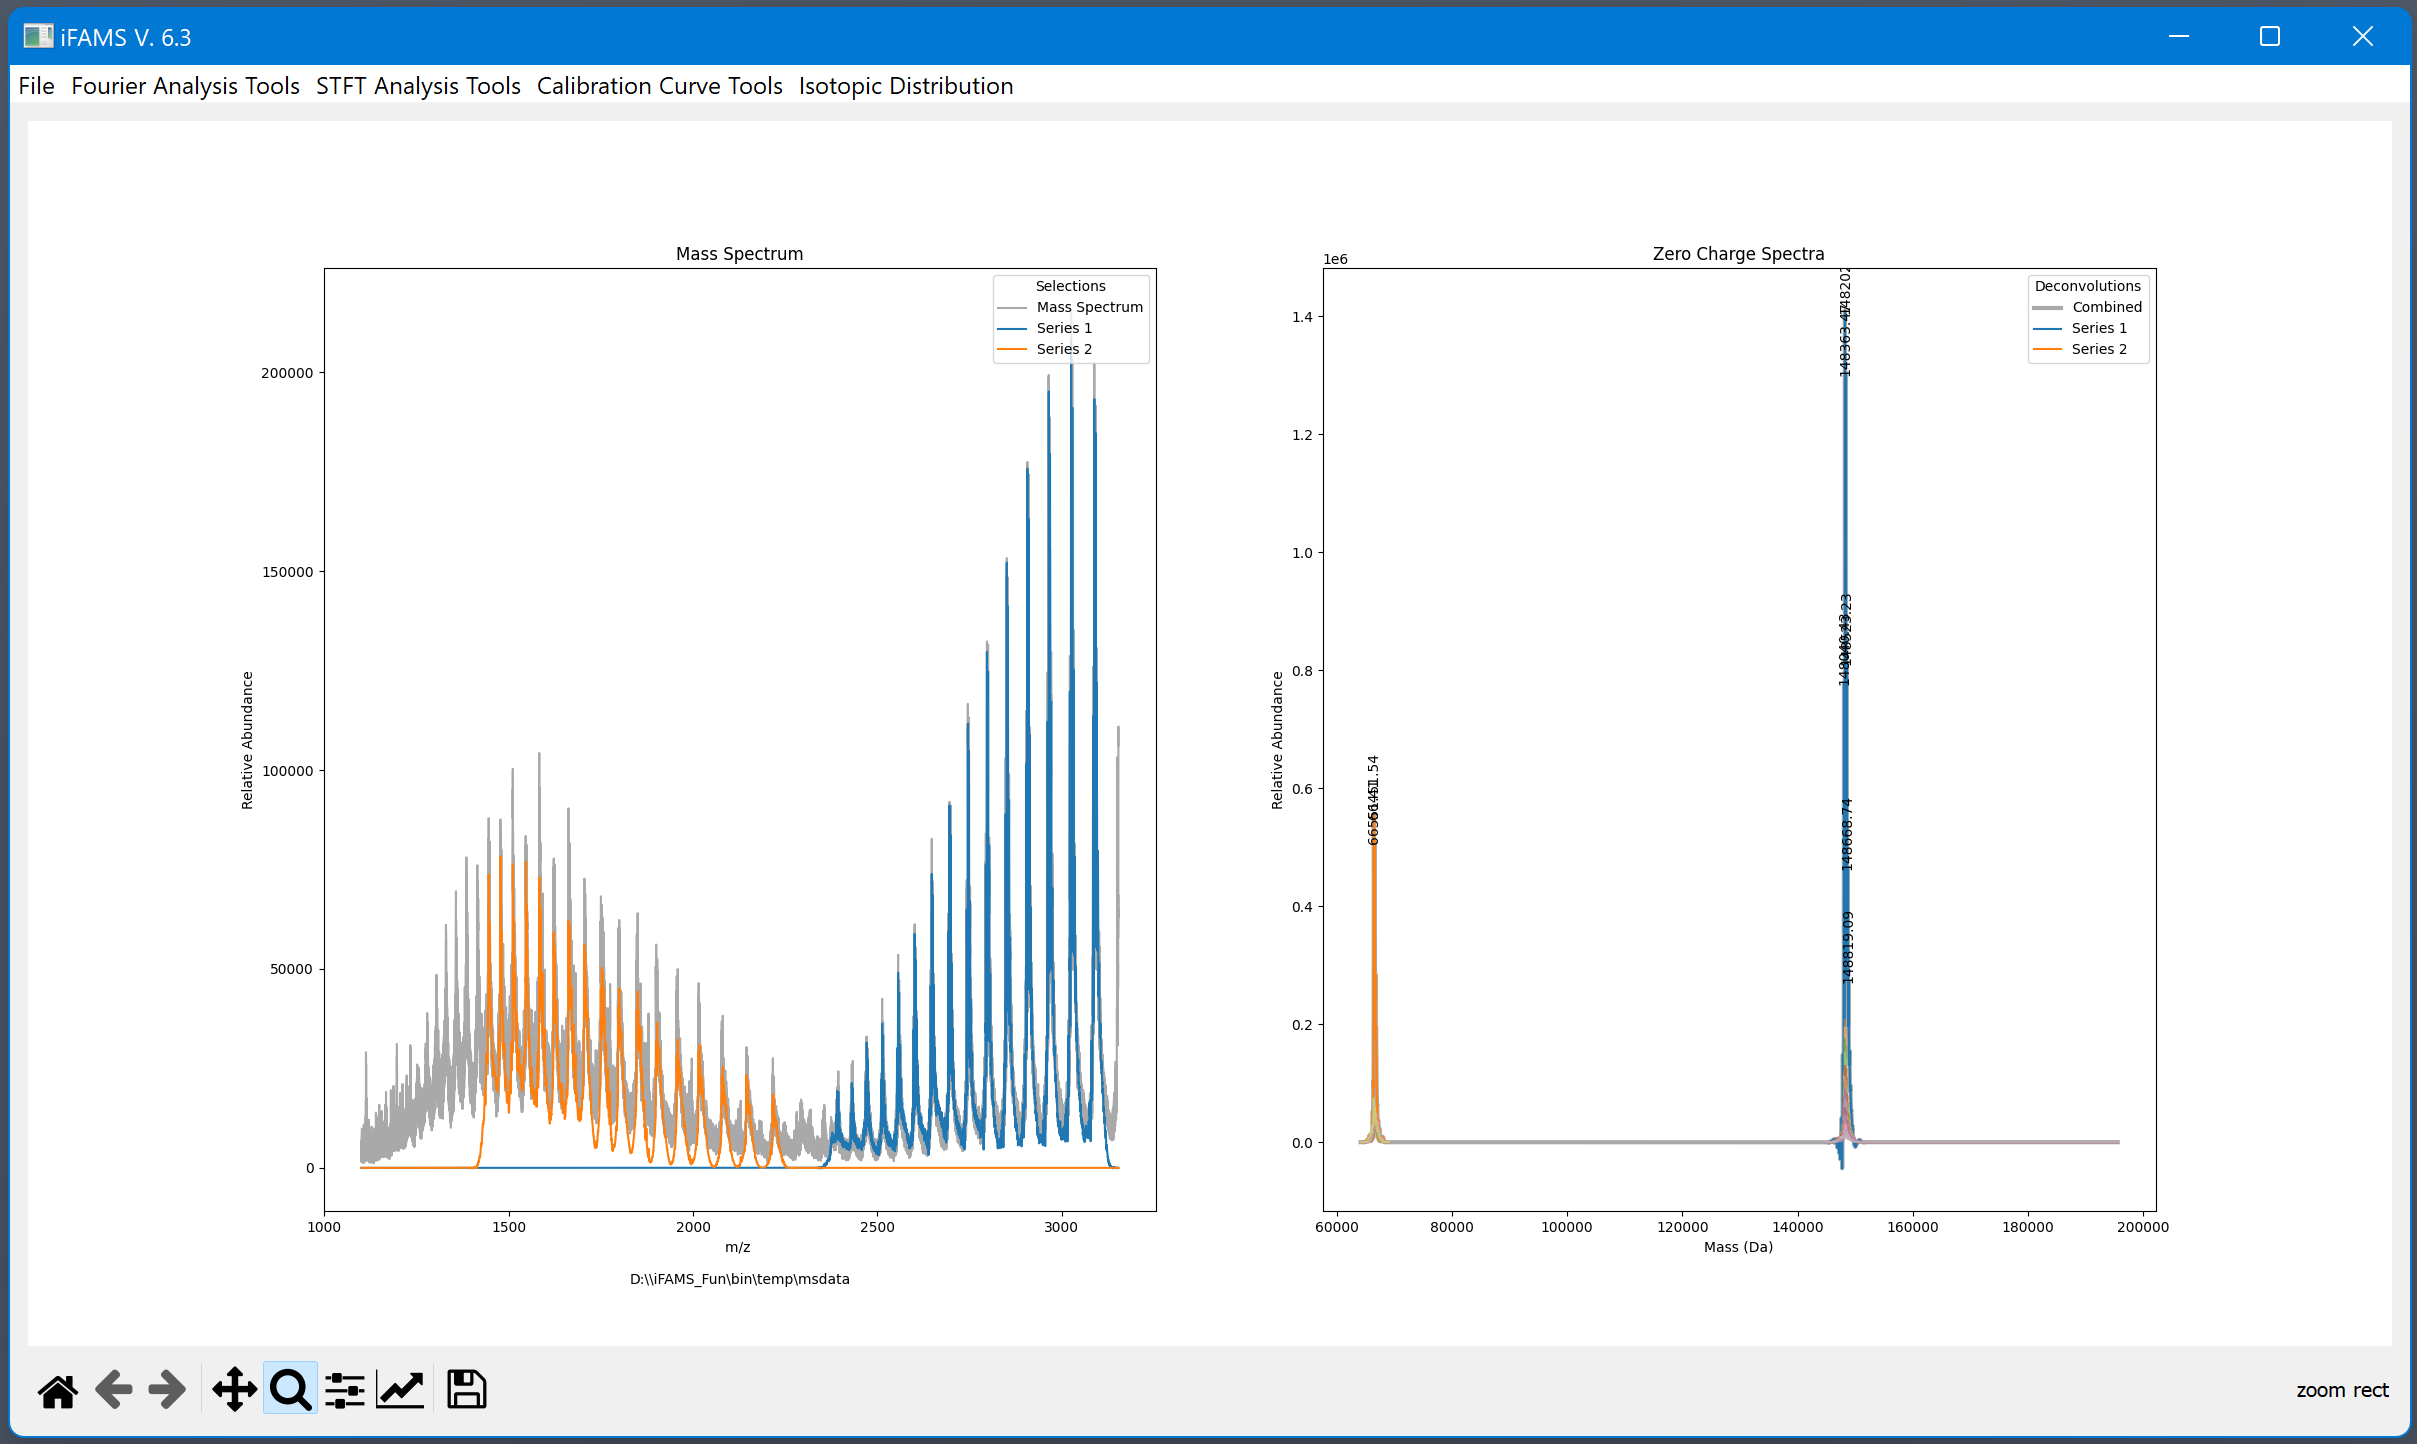 iFAMS V. 6.3
File Fourier Analysis Tools STFT Analysis Tools Calibration Curve Tools Isotopic Distribution
Mass Spectrum
Selections
Mass Spectrum
Series 1
Series 2
Relative Abundance
200000
150000
100000
50000
0
1000 1500 2000 2500 3000
m/z
D:\\iFAMS_Fun\bin\temp\msdata
Zero Charge Spectra
1e6
Deconvolutions
Combined
Series 1
Series 2
Relative Abundance
1.4
1.2
1.0
0.8
0.6
0.4
0.2
0.0
148668.74
148819.09
60000 80000 100000 120000 140000 160000 180000 200000
Mass (Da)
zoom rect